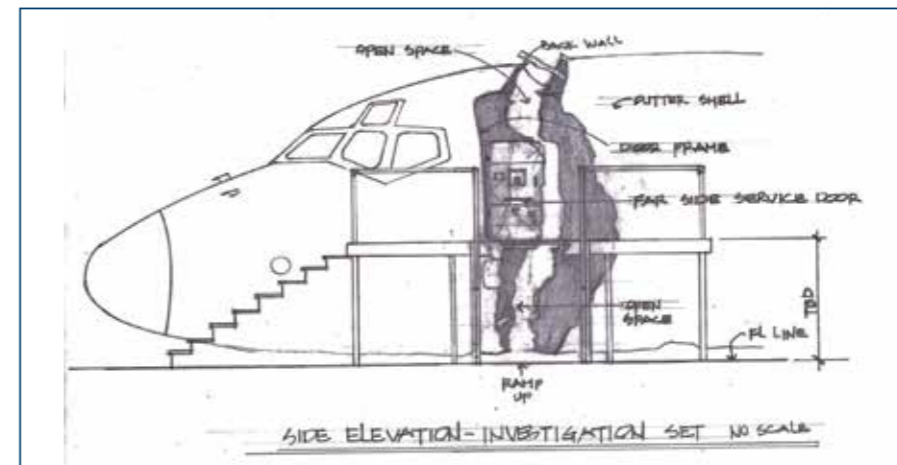 OPEN SPACE
BACK WALL
OUTTER SHELL
DOOR FRAME
FAR SIDE SERVICE DOOR
OPEN
SPACE
TBD
FL LINE
RAMP
UP
SIDE ELEVATION-INVESTIGATION SET NO SCALE